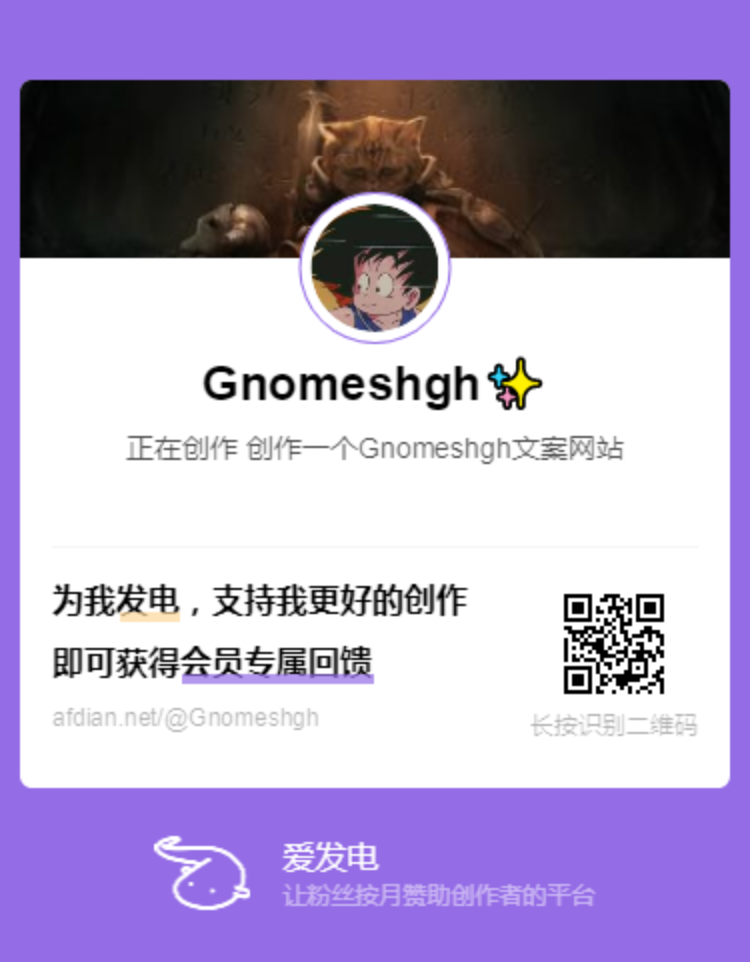 Gnomeshgh✨
正在创作 创作一个Gnomeshgh文案网站
为我发电，支持我更好的创作
即可获得会员专属回馈
afdian.net/@Gnomeshgh
长按识别二维码
爱发电
让粉丝按月赞助创作者的平台